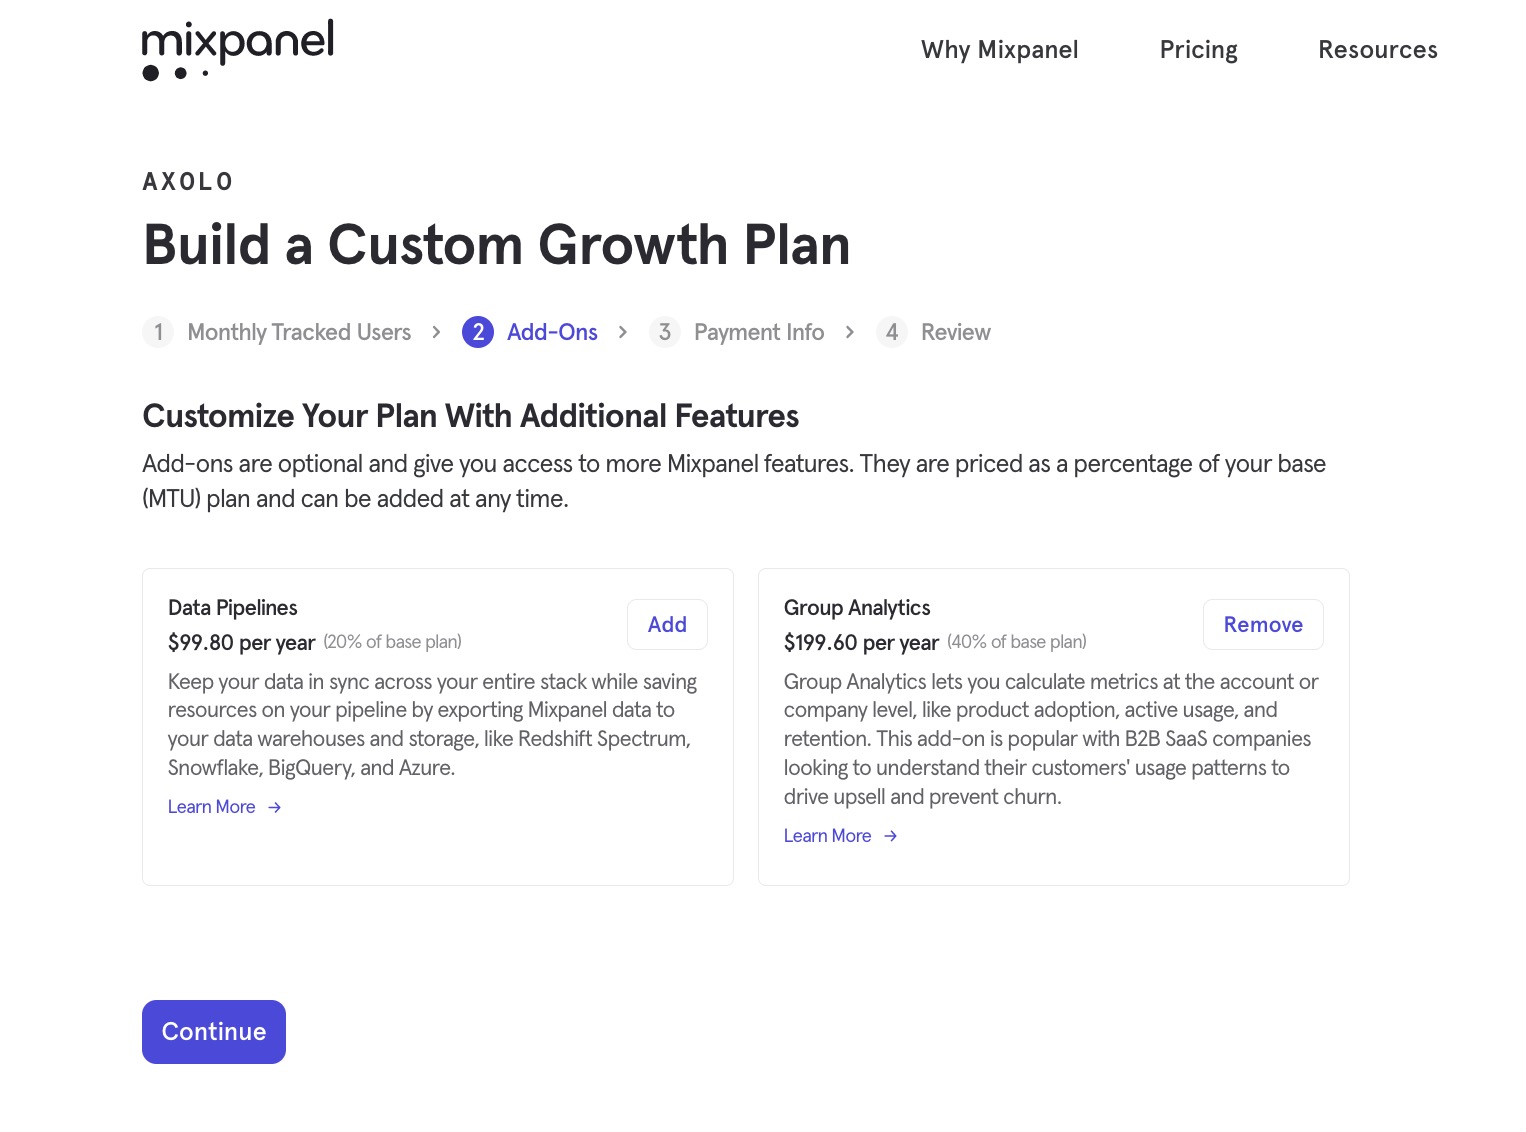 mixpanel
Why Mixpanel
Pricing
Resources
AXOLO
Build a Custom Growth Plan
1 Monthly Tracked Users > 2 Add-Ons > 3 Payment Info > 4 Review
Customize Your Plan With Additional Features
Add-ons are optional and give you access to more Mixpanel features. They are priced as a percentage of your base
(MTU) plan and can be added at any time.
Data Pipelines
$99.80 per year (20% of base plan)
Add
Keep your data in sync across your entire stack while saving
resources on your pipeline by exporting Mixpanel data to
your data warehouses and storage, like Redshift Spectrum,
Snowflake, BigQuery, and Azure.
Learn More →
Group Analytics
$199.60 per year (40% of base plan)
Remove
Group Analytics lets you calculate metrics at the account or
company level, like product adoption, active usage, and
retention. This add-on is popular with B2B SaaS companies
looking to understand their customers' usage patterns to
drive upsell and prevent churn.
Learn More →
Continue